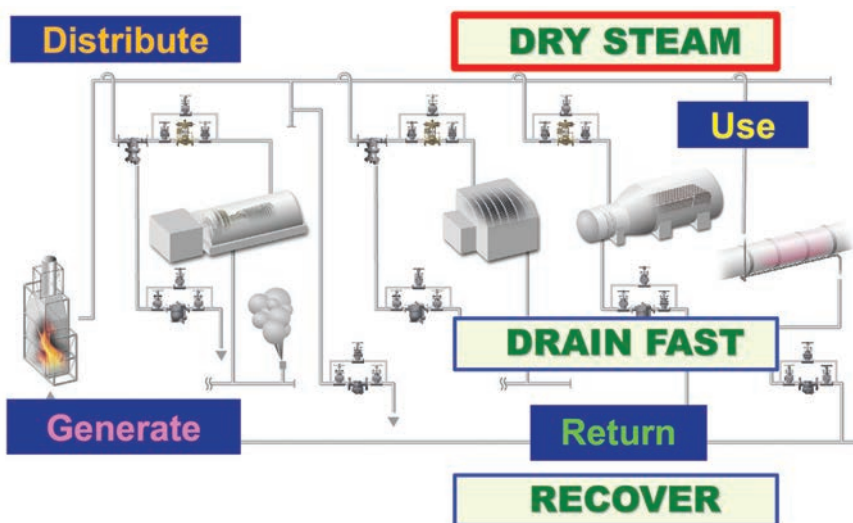 Distribute
DRY STEAM
Use
DRAIN FAST
Generate
Return
RECOVER